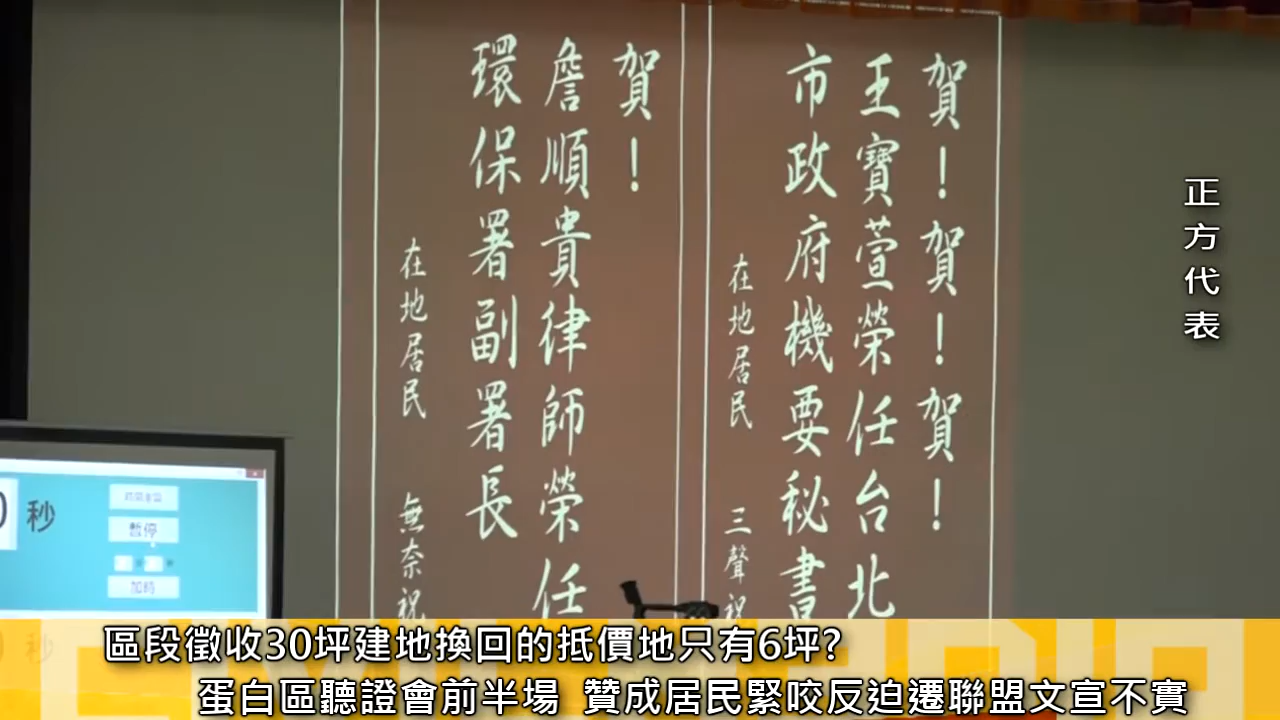 賀！賀！賀！
王寶萱榮任台北
市政府機要秘書
在地居民 三聲祝
賀！
詹順貴律師榮任
環保署副署長
在地居民 無奈祝
正方代表
秒
暫停
加時
區段徵收30坪建地換回的抵價地只有6坪?
蛋白區聽證會前半場 贊成居民緊咬反迫遷聯盟文宣不實